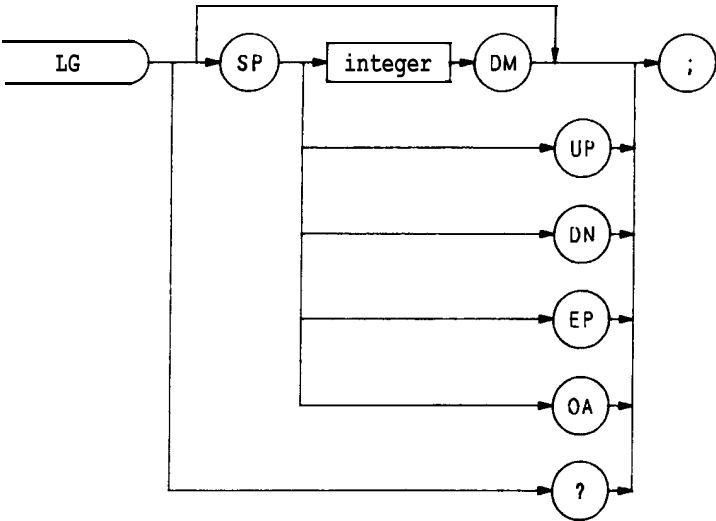 LG SP integer DM ;
UP
DN
EP
OA
?